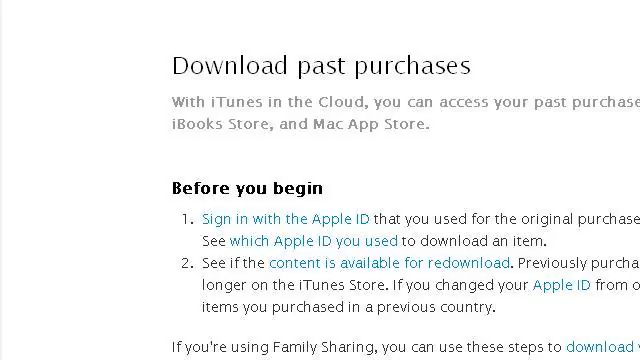 Download past purchases
With iTunes in the Cloud, you can access your past purchase
iBooks Store, and Mac App Store.
Before you begin
1. Sign in with the Apple ID that you used for the original purchase
See which Apple ID you used to download an item.
2. See if the content is available for redownload. Previously purcha
longer on the iTunes Store. If you changed your Apple ID from o
items you purchased in a previous country.
If you're using Family Sharing, you can use these steps to download